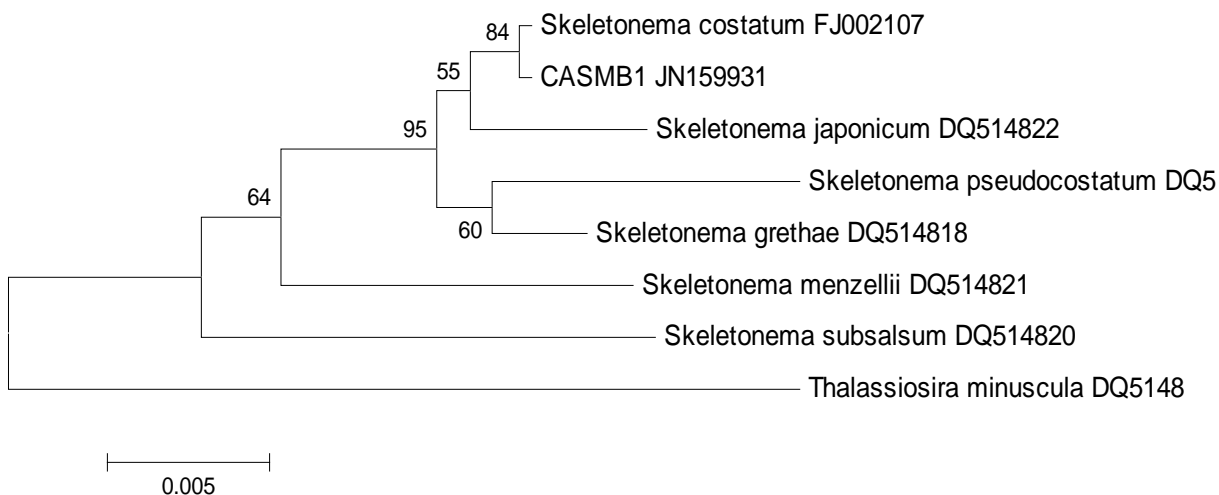 84
Skeletonema costatum FJ002107
55
CASMB1 JN159931
95
Skeletonema japonicum DQ514822
64
Skeletonema pseudocostatum DQ5
60
Skeletonema grethae DQ514818
Skeletonema menzellii DQ514821
Skeletonema subsalsum DQ514820
Thalassiosira minuscula DQ5148
0.005